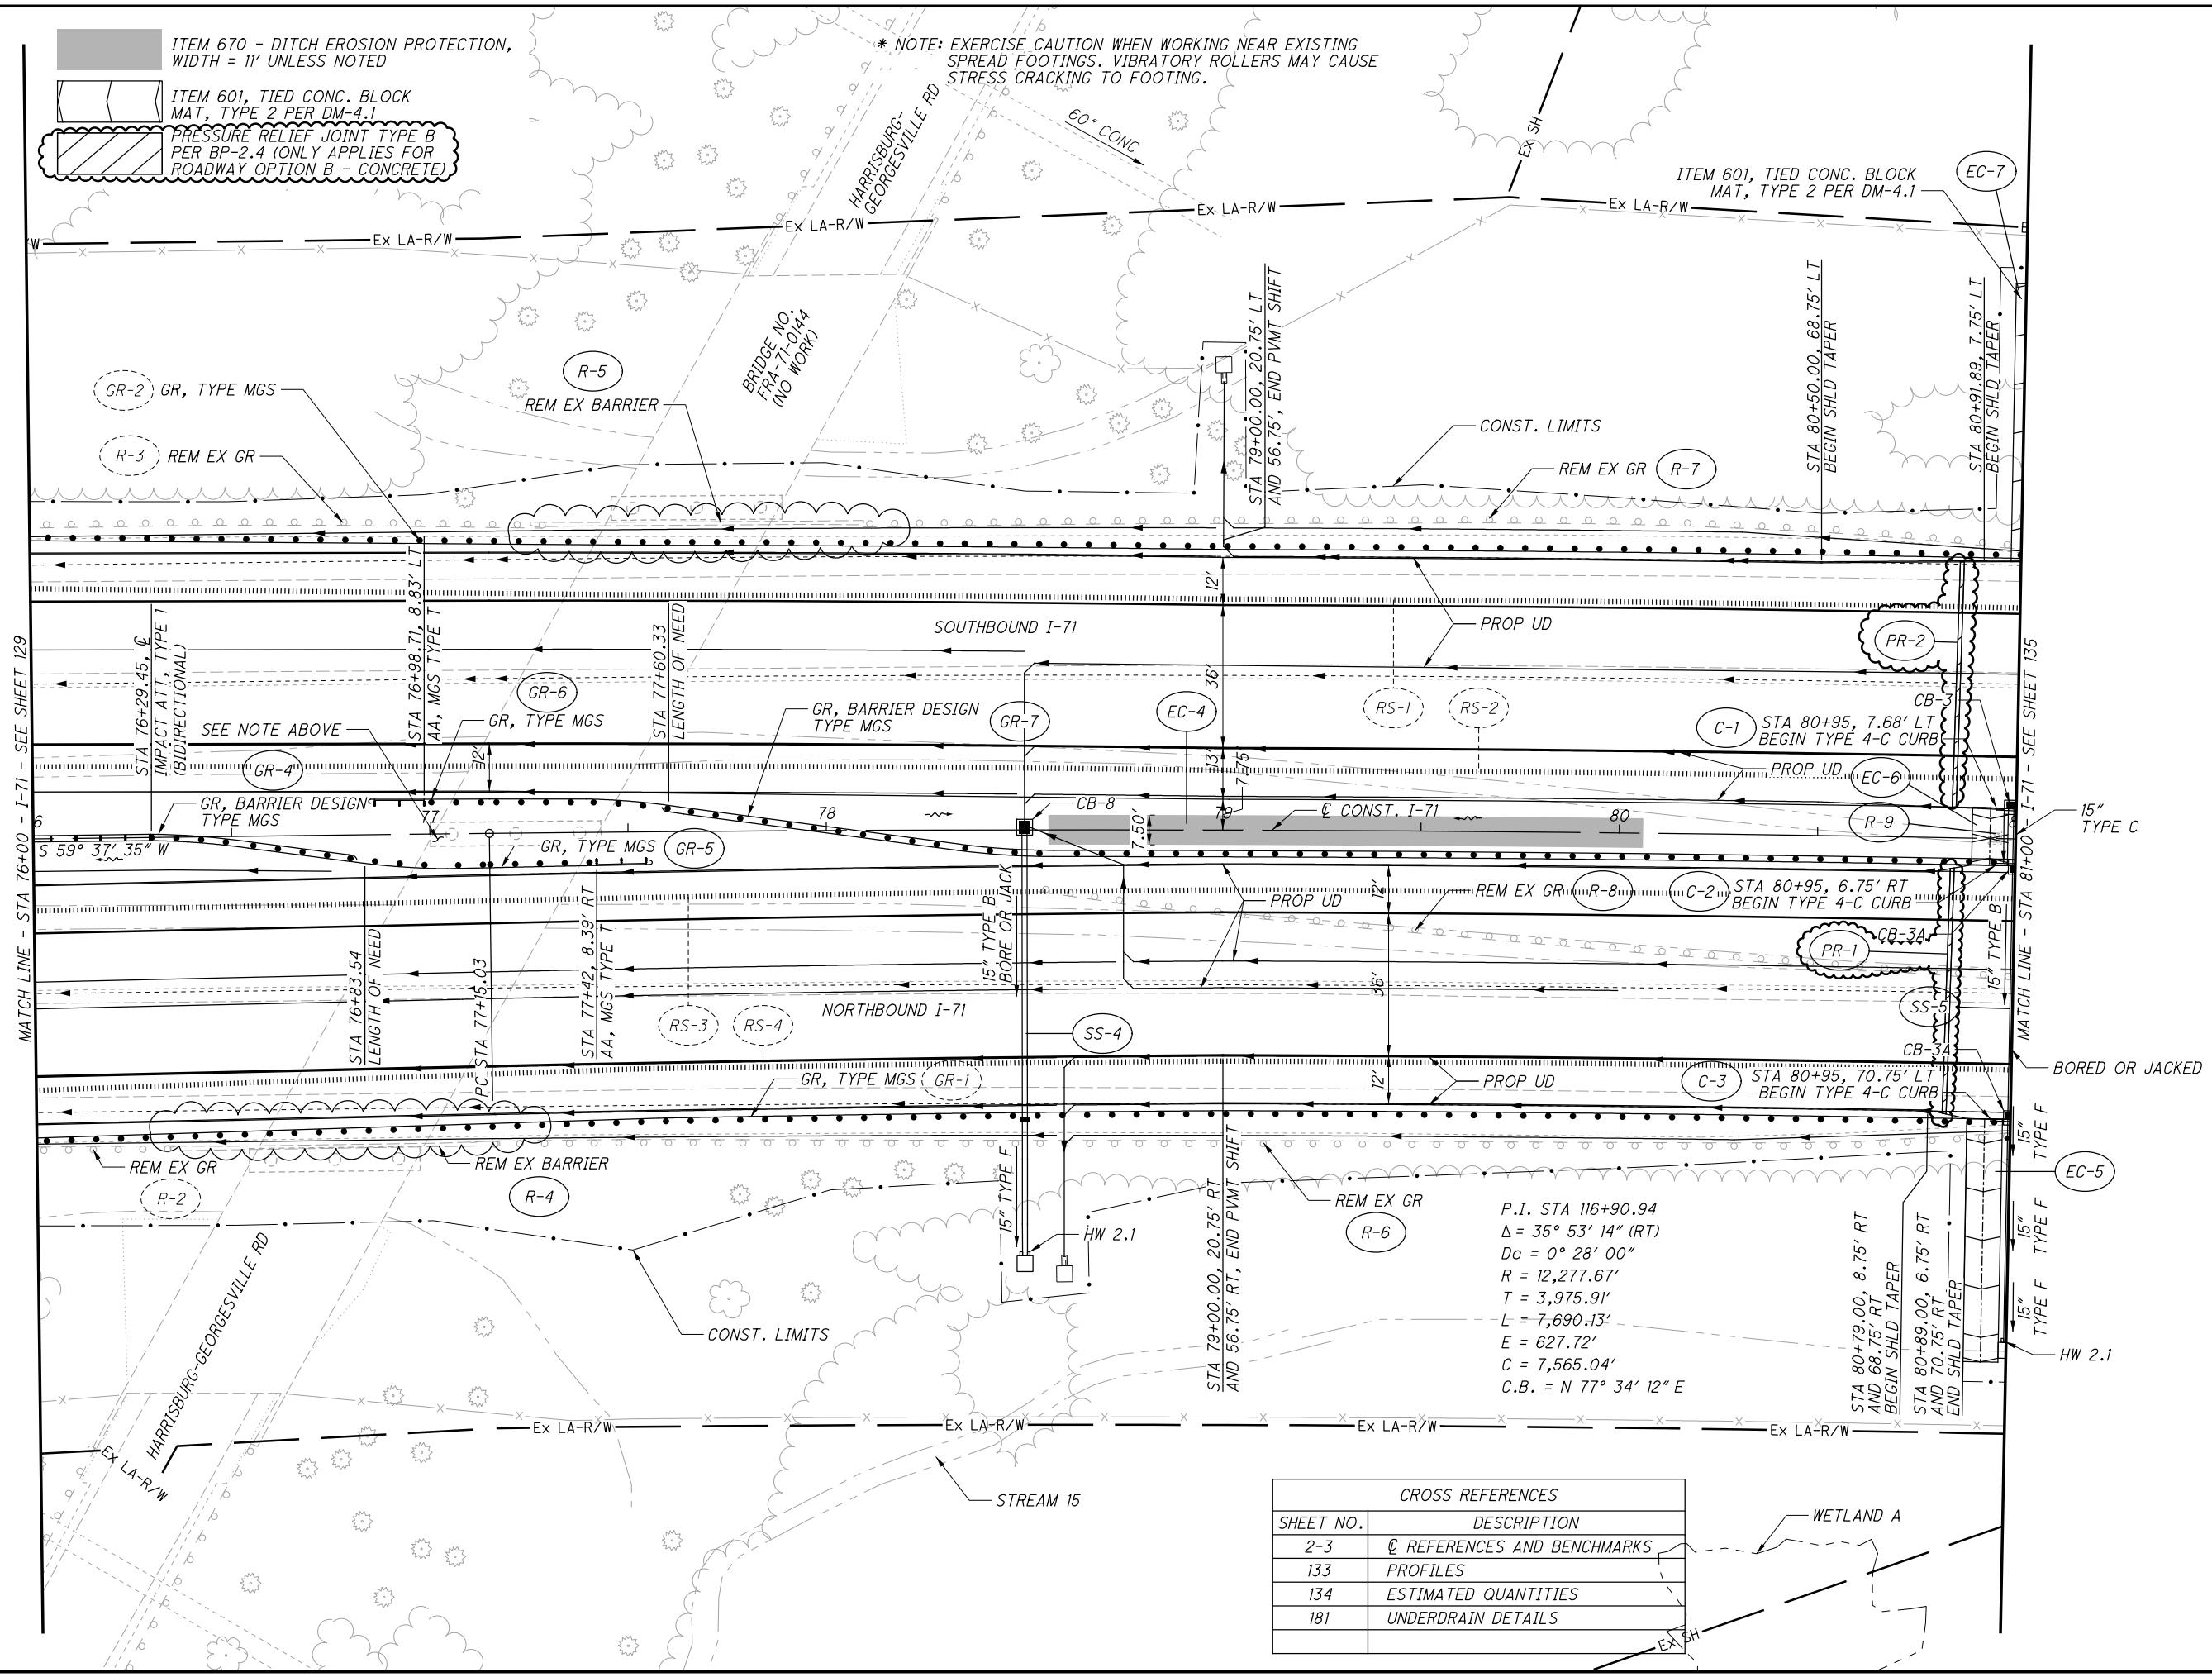 ITEM 670 - DITCH EROSION PROTECTION,
WIDTH = 11' UNLESS NOTED
ITEM 601, TIED CONC. BLOCK
MAT, TYPE 2 PER DM-4.1
PRESSURE RELIEF JOINT TYPE B
PER BP-2.4 (ONLY APPLIES FOR
ROADWAY OPTION B - CONCRETE)
* NOTE: EXERCISE CAUTION WHEN WORKING NEAR EXISTING
SPREAD FOOTINGS. VIBRATORY ROLLERS MAY CAUSE
STRESS CRACKING TO FOOTING.
HARRISBURG-
GEORGESVILLE RD
60" CONC
Ex SH
ITEM 601, TIED CONC. BLOCK
MAT, TYPE 2 PER DM-4.1
EC-7
Ex LA-R/W
Ex LA-R/W
Ex LA-R/W
Ex LA-R/W
BRIDGE NO.
FRA-71-0144
(NO WORK)
STA 79+00.00, 20.75' LT
AND 56.75', END PVMT SHIFT
STA 80+50.00, 68.75' LT
BEGIN SHLD TAPER
STA 80+91.89, 7.75' LT
BEGIN SHLD TAPER
R-5
REM EX BARRIER
GR-2 GR, TYPE MGS
R-3 REM EX GR
CONST. LIMITS
REM EX GR R-7
12'
PROP UD
SOUTHBOUND I-71
PR-2
MATCH LINE - STA 76+00 - I-71 - SEE SHEET 129
STA 76+29.45, ℄
IMPACT ATT, TYPE 1
(BIDIRECTIONAL)
STA 76+98.71, 8.83' LT
AA, MGS TYPE T
STA 77+60.33
LENGTH OF NEED
GR-6
36'
GR, TYPE MGS
GR, BARRIER DESIGN
TYPE MGS
GR-7
EC-4
RS-1
RS-2
CB-3
C-1 STA 80+95, 7.68' LT
BEGIN TYPE 4-C CURB
SEE NOTE ABOVE
GR-4
12'
13'
7.75'
PROP UD
EC-6
GR, BARRIER DESIGN
TYPE MGS
6
77
78
79
80
CB-8
℄ CONST. I-71
7.50'
R-9
15"
TYPE C
S 59° 37' 35" W
GR, TYPE MGS GR-5
MATCH LINE - STA 81+00 - I-71 - SEE SHEET 135
12'
PROP UD
REM EX GR R-8
C-2 STA 80+95, 6.75' RT
BEGIN TYPE 4-C CURB
15" TYPE B
BORE OR JACK
CB-3A
PR-1
15" TYPE B
STA 76+83.54
LENGTH OF NEED
PC STA 77+15.03
STA 77+42, 8.39' RT
AA, MGS TYPE T
36'
NORTHBOUND I-71
RS-3
RS-4
SS-4
SS-5
CB-3A
BORED OR JACKED
GR, TYPE MGS GR-1
12'
PROP UD
C-3 STA 80+95, 70.75' LT
BEGIN TYPE 4-C CURB
15"
TYPE F
REM EX GR
R-2
REM EX BARRIER
R-4
15" TYPE F
HW 2.1
STA 79+00.00, 20.75' RT
AND 56.75' RT, END PVMT SHIFT
REM EX GR
R-6
EC-5
P.I. STA 116+90.94
Δ = 35° 53' 14" (RT)
Dc = 0° 28' 00"
R = 12,277.67'
T = 3,975.91'
L = 7,690.13'
E = 627.72'
C = 7,565.04'
C.B. = N 77° 34' 12" E
STA 80+79.00, 8.75' RT
AND 68.75' RT
BEGIN SHLD TAPER
STA 80+89.00, 6.75' RT
AND 70.75' RT
END SHLD TAPER
15"
TYPE F
15"
TYPE F
HW 2.1
CONST. LIMITS
HARRISBURG-GEORGESVILLE RD
Ex LA-R/W
Ex LA-R/W
Ex LA-R/W
Ex LA-R/W
Ex LA-R/W
STREAM 15
CROSS REFERENCES
SHEET NO. DESCRIPTION
2-3 ℄ REFERENCES AND BENCHMARKS
133 PROFILES
134 ESTIMATED QUANTITIES
181 UNDERDRAIN DETAILS
WETLAND A
Ex SH